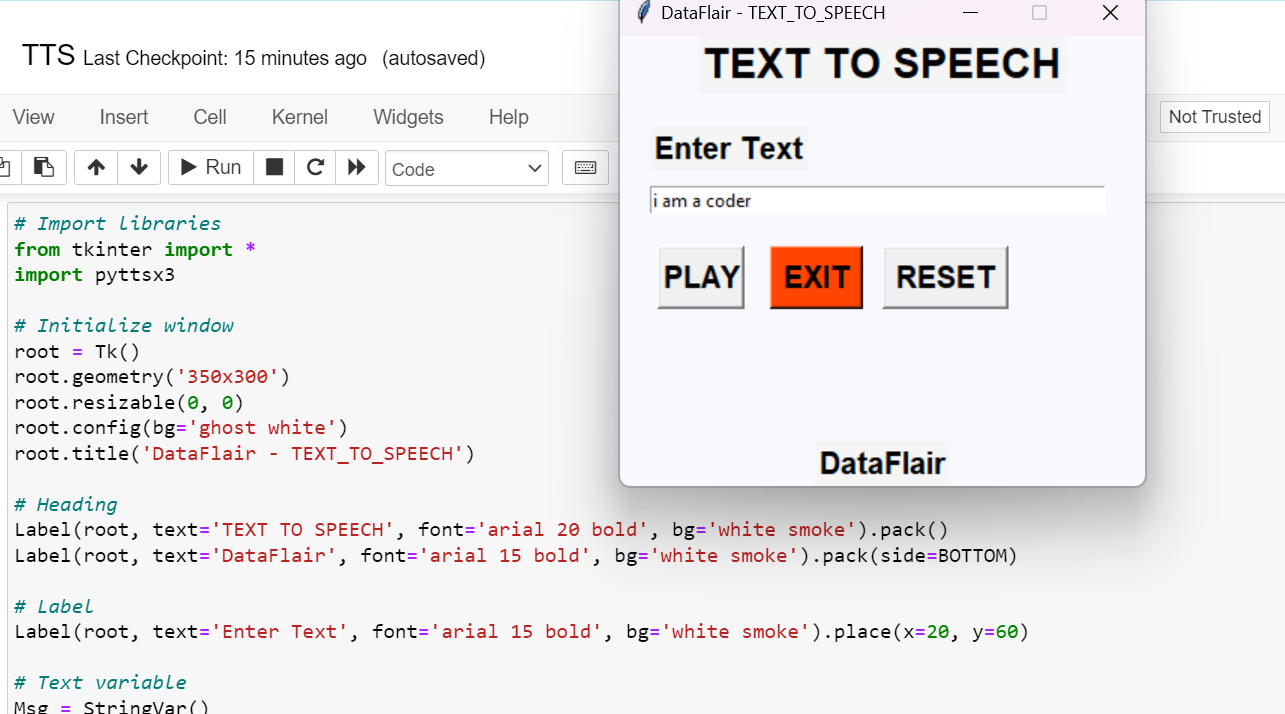 TTS Last Checkpoint: 15 minutes ago (autosaved)
View Insert Cell Kernel Widgets Help
Not Trusted
Run
Code
DataFlair - TEXT_TO_SPEECH
TEXT TO SPEECH
Enter Text
i am a coder
PLAY EXIT RESET
DataFlair
# Import libraries
from tkinter import *
import pyttsx3
# Initialize window
root = Tk()
root.geometry('350x300')
root.resizable(0, 0)
root.config(bg='ghost white')
root.title('DataFlair - TEXT_TO_SPEECH')
# Heading
Label(root, text='TEXT TO SPEECH', font='arial 20 bold', bg='white smoke').pack()
Label(root, text='DataFlair', font='arial 15 bold', bg='white smoke').pack(side=BOTTOM)
# Label
Label(root, text='Enter Text', font='arial 15 bold', bg='white smoke').place(x=20, y=60)
# Text variable
Msg = StringVar()